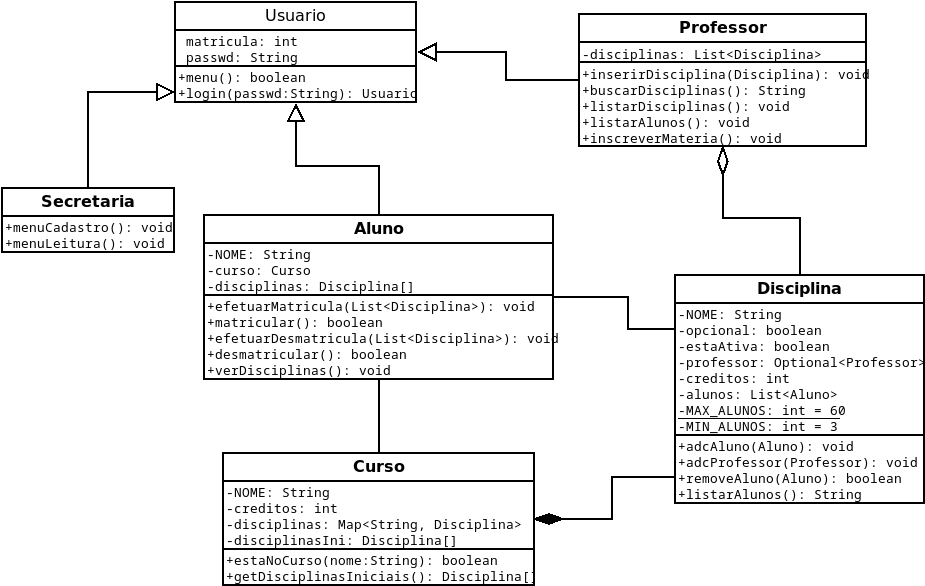 Usuario
matricula: int
passwd: String
+menu(): boolean
+login(passwd:String): Usuario
Professor
-disciplinas: List<Disciplina>
+inserirDisciplina(Disciplina): void
+buscarDisciplinas(): String
+listarDisciplinas(): void
+listarAlunos(): void
+inscreverMateria(): void
Secretaria
+menuCadastro(): void
+menuLeitura(): void
Aluno
-NOME: String
-curso: Curso
-disciplinas: Disciplina[]
+efetuarMatricula(List<Disciplina>): void
+matricular(): boolean
+efetuarDesmatricula(List<Disciplina>): void
+desmatricular(): boolean
+verDisciplinas(): void
Disciplina
-NOME: String
-opcional: boolean
-estaAtiva: boolean
-professor: Optional<Professor>
-creditos: int
-alunos: List<Aluno>
-MAX_ALUNOS: int = 60
-MIN_ALUNOS: int = 3
+adcAluno(Aluno): void
+adcProfessor(Professor): void
+removeAluno(Aluno): boolean
+listarAlunos(): String
Curso
-NOME: String
-creditos: int
-disciplinas: Map<String, Disciplina>
-disciplinasIni: Disciplina[]
+estaNoCurso(nome:String): boolean
+getDisciplinasIniciais(): Disciplina[]